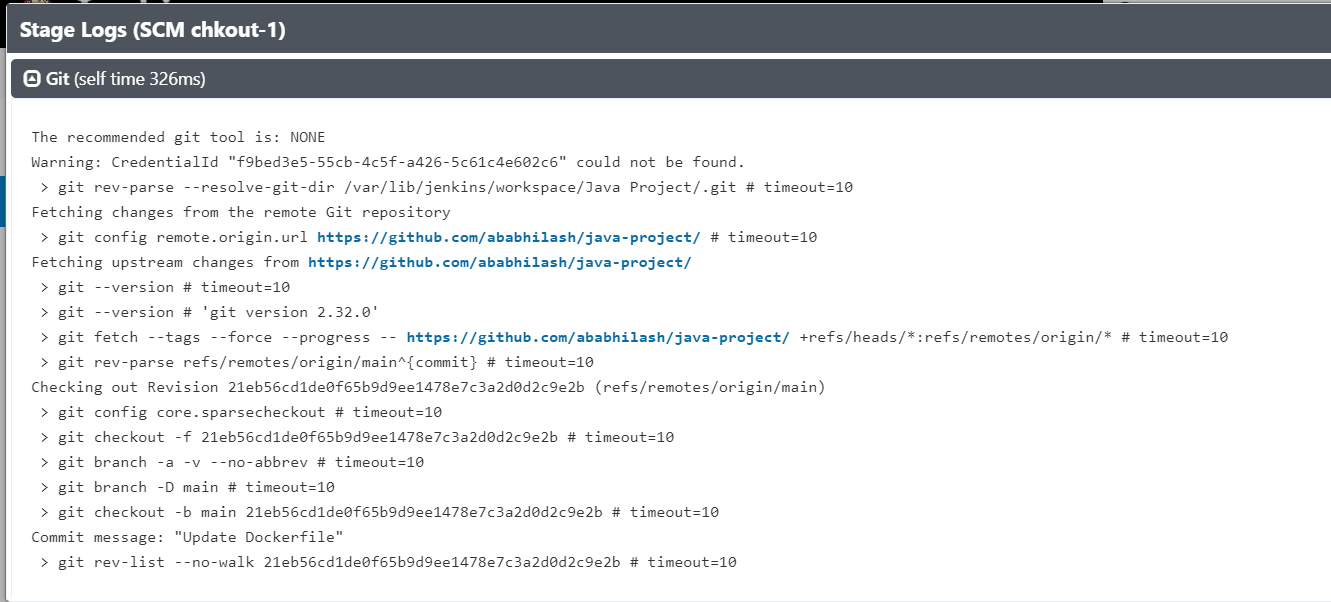 Stage Logs (SCM chkout-1)
Git (self time 326ms)
The recommended git tool is: NONE
Warning: CredentialId "f9bed3e5-55cb-4c5f-a426-5c61c4e602c6" could not be found.
> git rev-parse --resolve-git-dir /var/lib/jenkins/workspace/Java Project/.git # timeout=10
Fetching changes from the remote Git repository
> git config remote.origin.url https://github.com/ababhilash/java-project/ # timeout=10
Fetching upstream changes from https://github.com/ababhilash/java-project/
> git --version # timeout=10
> git --version # 'git version 2.32.0'
> git fetch --tags --force --progress -- https://github.com/ababhilash/java-project/ +refs/heads/*:refs/remotes/origin/* # timeout=10
> git rev-parse refs/remotes/origin/main^{commit} # timeout=10
Checking out Revision 21eb56cd1de0f65b9d9ee1478e7c3a2d0d2c9e2b (refs/remotes/origin/main)
> git config core.sparsecheckout # timeout=10
> git checkout -f 21eb56cd1de0f65b9d9ee1478e7c3a2d0d2c9e2b # timeout=10
> git branch -a -v --no-abbrev # timeout=10
> git branch -D main # timeout=10
> git checkout -b main 21eb56cd1de0f65b9d9ee1478e7c3a2d0d2c9e2b # timeout=10
Commit message: "Update Dockerfile"
> git rev-list --no-walk 21eb56cd1de0f65b9d9ee1478e7c3a2d0d2c9e2b # timeout=10